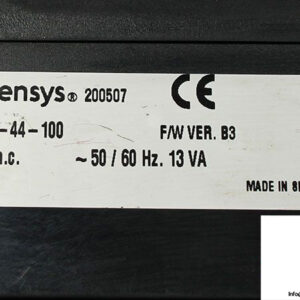 ensys® 200507
CE
-44-100
F/W VER. B3
.c.
~ 50 / 60 Hz. 13 VA
MADE IN